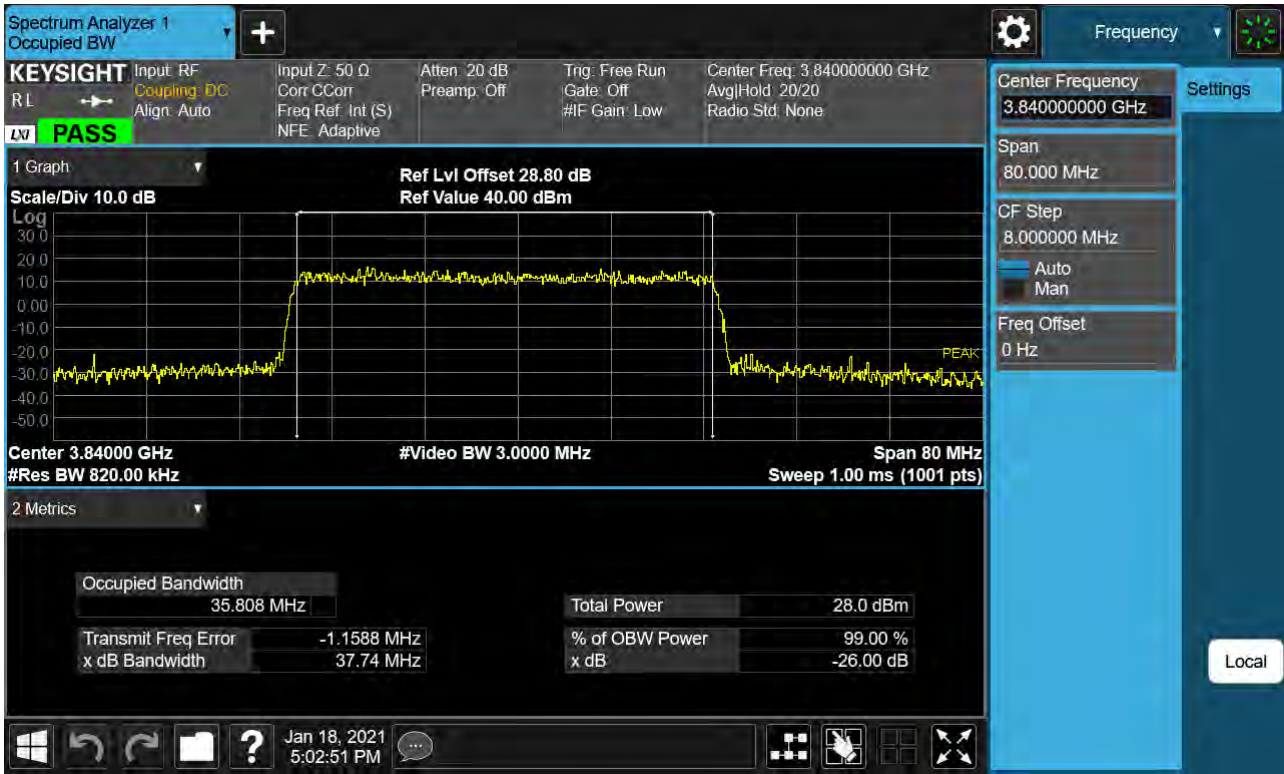 Spectrum Analyzer 1
Occupied BW
▼
+
Frequency
▼
KEYSIGHT
RL
LXI
PASS
Input: RF
Coupling: DC
Align: Auto
Input Z: 50 Ω
Corr CCorr
Freq Ref: Int (S)
NFE: Adaptive
Atten: 20 dB
Preamp: Off
Trig: Free Run
Gate: Off
#IF Gain: Low
Center Freq: 3.840000000 GHz
Avg|Hold: 20/20
Radio Std: None
Center Frequency
3.840000000 GHz
Settings
Span
80.000 MHz
CF Step
8.000000 MHz
Auto
Man
Freq Offset
0 Hz
Local
1 Graph
▼
Scale/Div 10.0 dB
Ref Lvl Offset 28.80 dB
Ref Value 40.00 dBm
Log
30.0
20.0
10.0
0.00
-10.0
-20.0
-30.0
-40.0
-50.0
PEAK
Center 3.84000 GHz
#Video BW 3.0000 MHz
Span 80 MHz
#Res BW 820.00 kHz
Sweep 1.00 ms (1001 pts)
2 Metrics
▼
Occupied Bandwidth
35.808 MHz
Total Power 28.0 dBm
Transmit Freq Error -1.1588 MHz
% of OBW Power 99.00 %
x dB Bandwidth 37.74 MHz
x dB -26.00 dB
?
Jan 18, 2021
5:02:51 PM